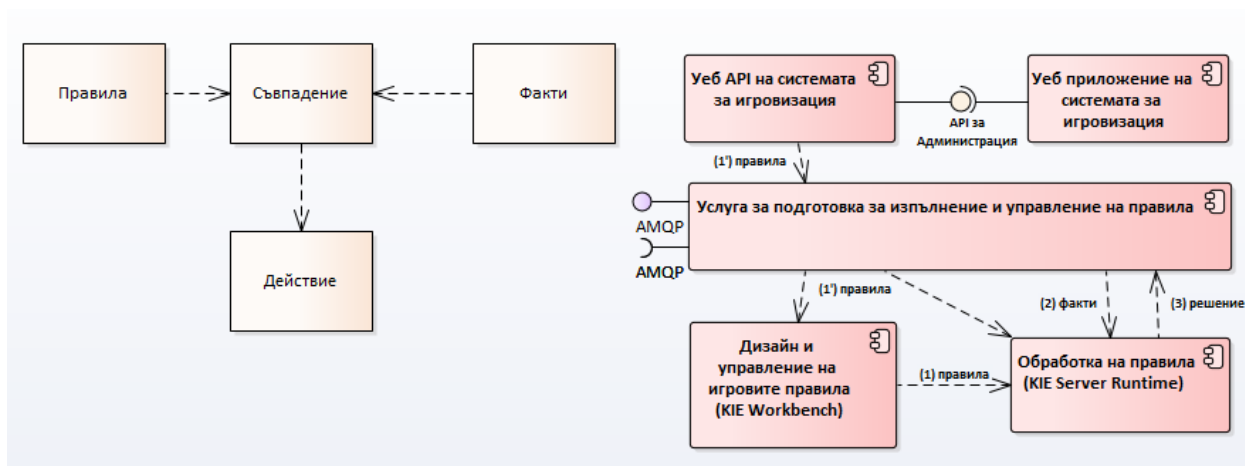 Правила
Съвпадение
Факти
Действие
Уеб API на системата
за игровизация
API за
Администрация
Уеб приложение на
системата за
игровизация
(1') правила
Услуга за подготовка за изпълнение и управление на правила
AMQP
AMQP
(1') правила
(2) факти
(3) решение
Дизайн и
управление на
игровите правила
(KIE Workbench)
(1) правила
Обработка на правила
(KIE Server Runtime)